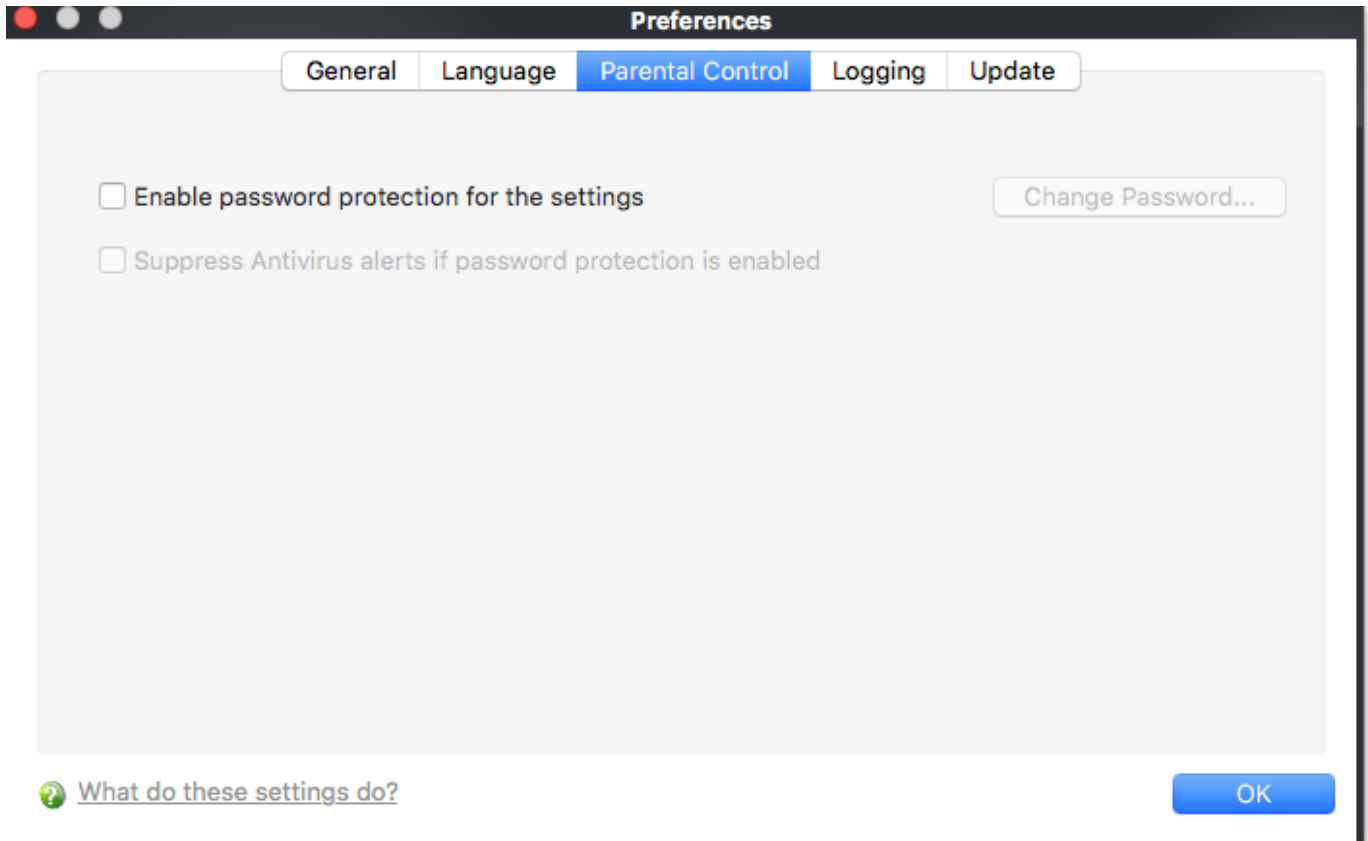 Preferences
General Language Parental Control Logging Update
Enable password protection for the settings Change Password...
Suppress Antivirus alerts if password protection is enabled
What do these settings do? OK